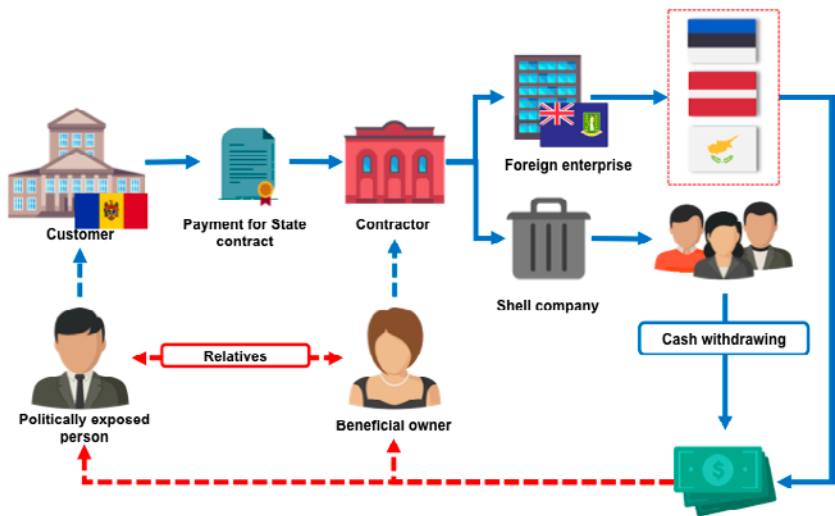 Foreign enterprise
Customer
Payment for State
contract
Contractor
Shell company
Cash withdrawing
Relatives
Politically exposed
person
Beneficial owner
$